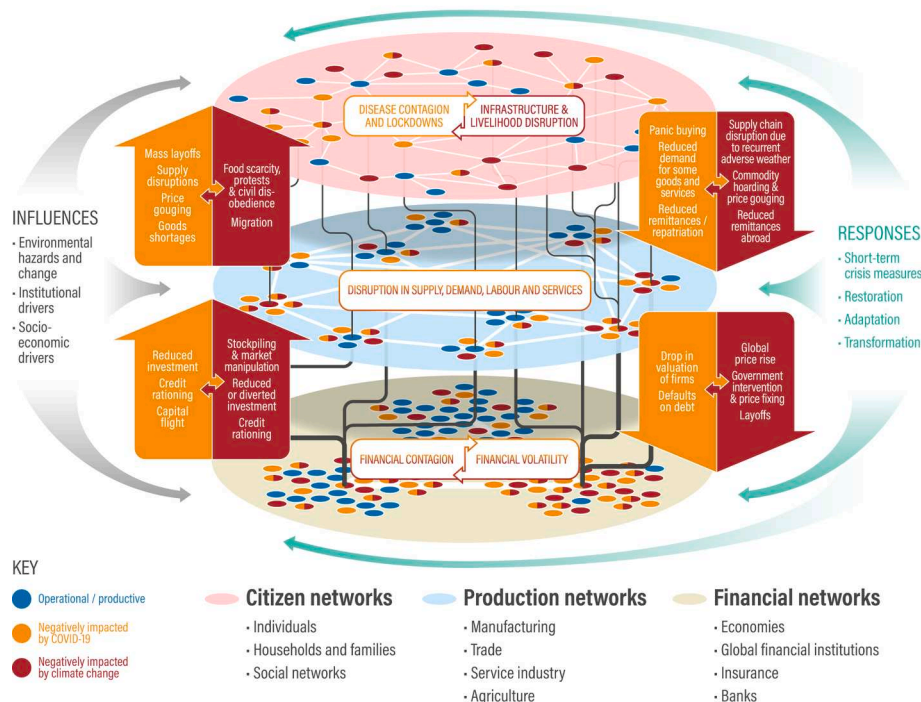 DISEASE CONTAGION
AND LOCKDOWNS
INFRASTRUCTURE &
LIVELIHOOD DISRUPTION
Mass layoffs
Supply
disruptions
Price
gouging
Goods
shortages
Food scarcity,
protests
& civil dis-
obedience
Migration
Panic buying
Reduced
demand
for some
goods and
services
Reduced
remittances /
repatriation
Supply chain
disruption due
to recurrent
adverse weather
Commodity
hoarding &
price gouging
Reduced
remittances
abroad
INFLUENCES
• Environmental
hazards and
change
• Institutional
drivers
• Socio-
economic
drivers
DISRUPTION IN SUPPLY, DEMAND, LABOUR AND SERVICES
RESPONSES
• Short-term
crisis measures
• Restoration
• Adaptation
• Transformation
Reduced
investment
Credit
rationing
Capital
flight
Stockpiling
& market
manipulation
Reduced
or diverted
investment
Credit
rationing
Drop in
valuation
of firms
Defaults
on debt
Global
price rise
Government
intervention
& price fixing
Layoffs
FINANCIAL CONTAGION
FINANCIAL VOLATILITY
KEY
Operational / productive
Negatively impacted
by COVID-19
Negatively impacted
by climate change
Citizen networks
• Individuals
• Households and families
• Social networks
Production networks
• Manufacturing
• Trade
• Service industry
• Agriculture
Financial networks
• Economies
• Global financial institutions
• Insurance
• Banks